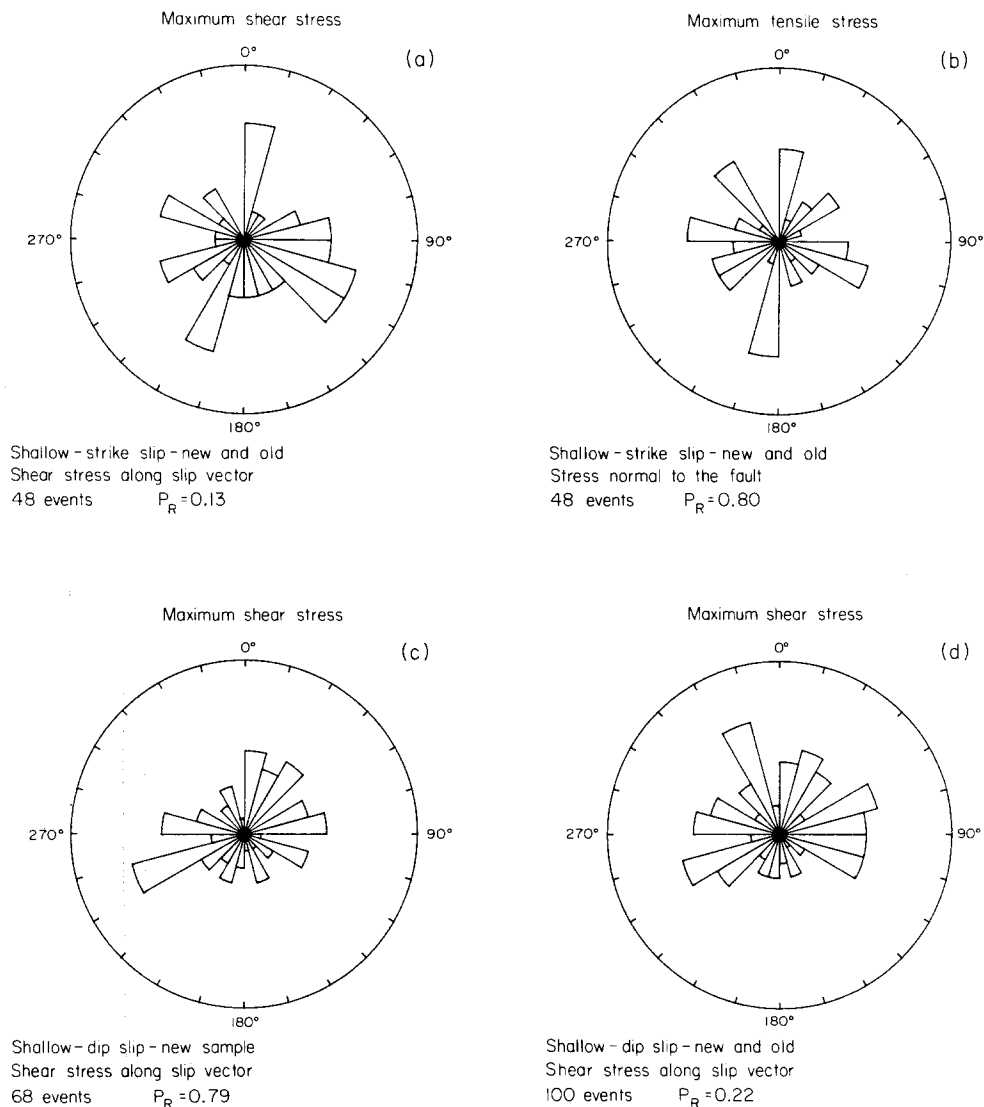 Maximum shear stress
(a)
0°
270°
90°
180°
Shallow-strike slip-new and old
Shear stress along slip vector
48 events P_R=0.13
Maximum tensile stress
(b)
0°
270°
90°
180°
Shallow-strike slip-new and old
Stress normal to the fault
48 events P_R=0.80
Maximum shear stress
(c)
0°
270°
90°
180°
Shallow-dip slip-new sample
Shear stress along slip vector
68 events P_R=0.79
Maximum shear stress
(d)
0°
270°
90°
180°
Shallow-dip slip-new and old
Shear stress along slip vector
100 events P_R=0.22